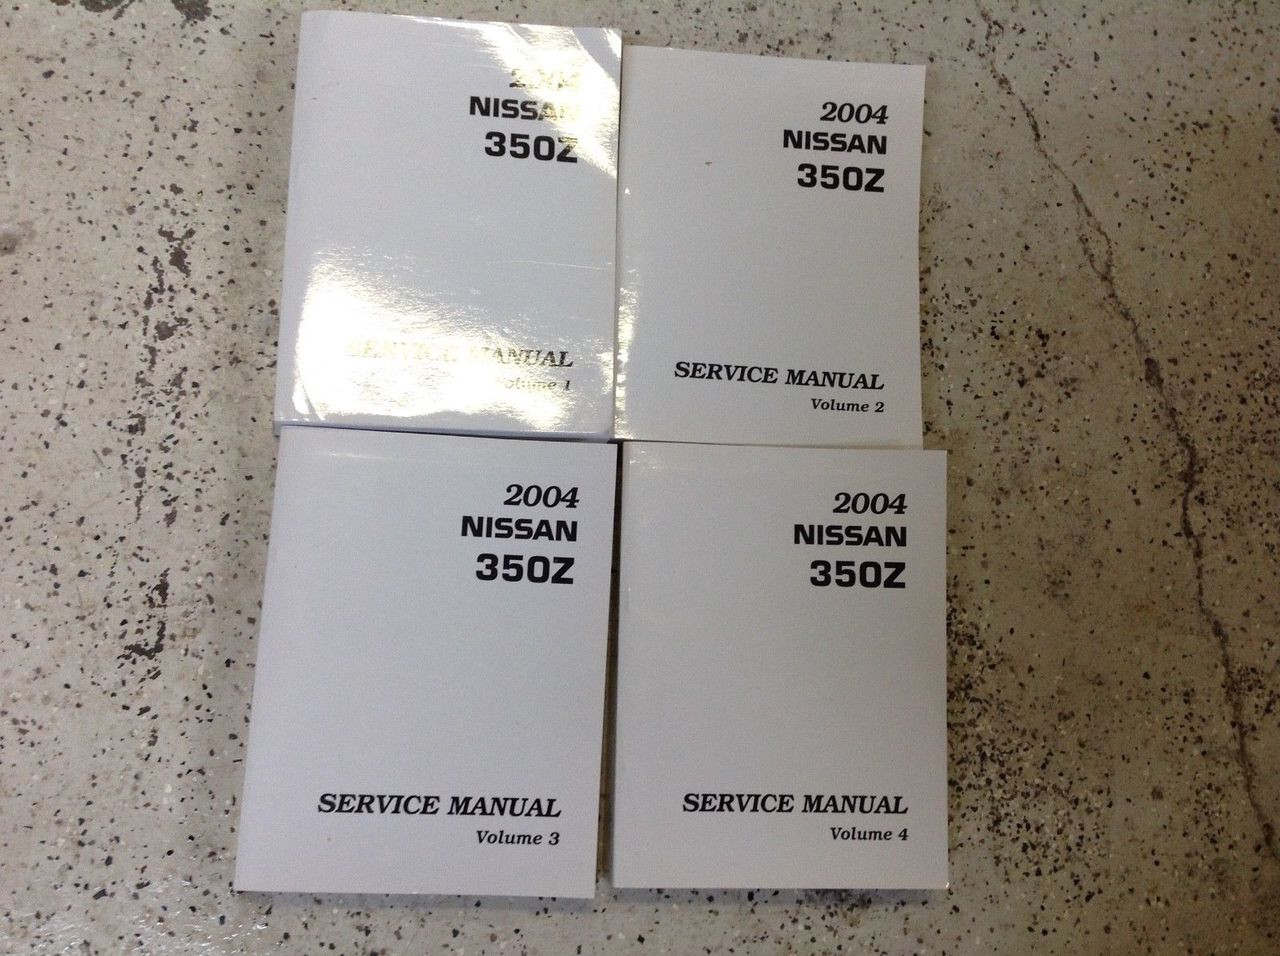 2004
NISSAN
350Z
SERVICE MANUAL
Volume 1
2004
NISSAN
350Z
SERVICE MANUAL
Volume 2
2004
NISSAN
350Z
SERVICE MANUAL
Volume 3
2004
NISSAN
350Z
SERVICE MANUAL
Volume 4